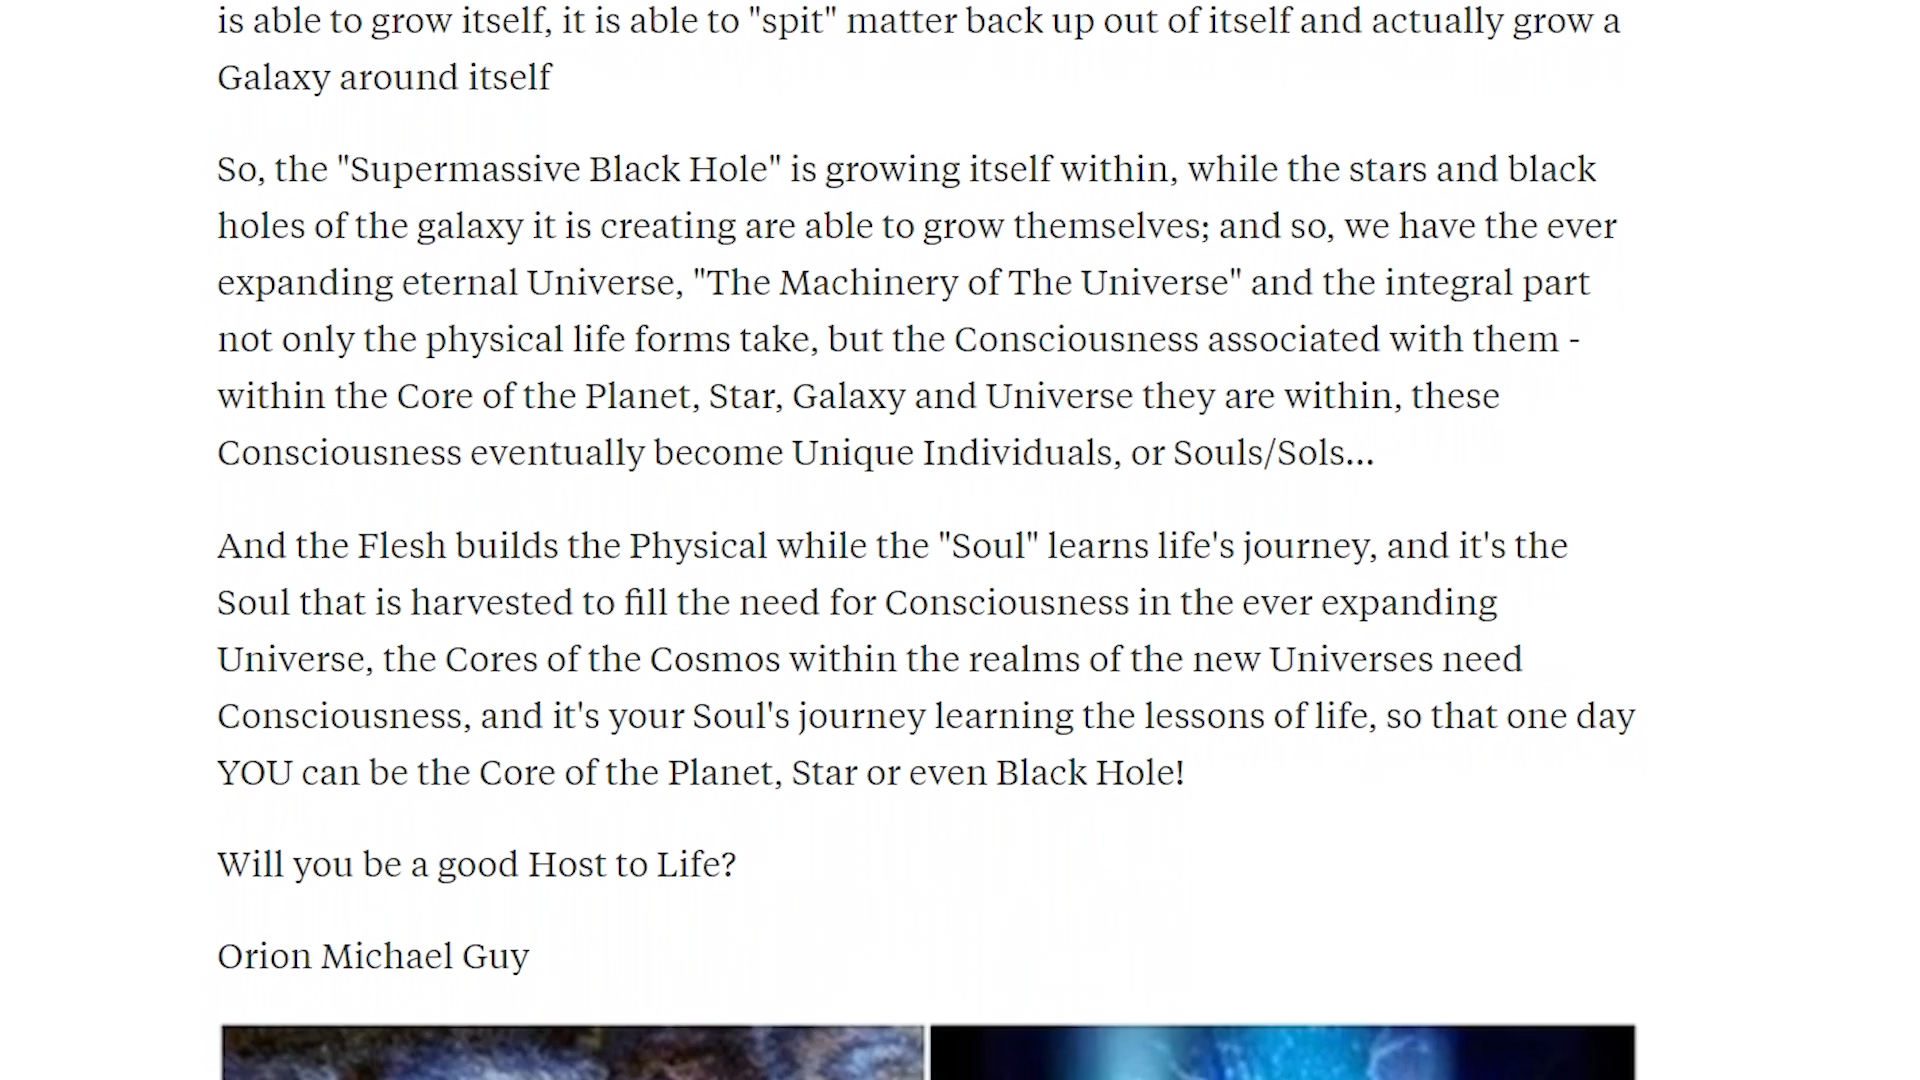 is able to grow itself, it is able to "spit" matter back up out of itself and actually grow a
Galaxy around itself
So, the "Supermassive Black Hole" is growing itself within, while the stars and black
holes of the galaxy it is creating are able to grow themselves; and so, we have the ever
expanding eternal Universe, "The Machinery of The Universe" and the integral part
not only the physical life forms take, but the Consciousness associated with them -
within the Core of the Planet, Star, Galaxy and Universe they are within, these
Consciousness eventually become Unique Individuals, or Souls/Sols...
And the Flesh builds the Physical while the "Soul" learns life's journey, and it's the
Soul that is harvested to fill the need for Consciousness in the ever expanding
Universe, the Cores of the Cosmos within the realms of the new Universes need
Consciousness, and it's your Soul's journey learning the lessons of life, so that one day
YOU can be the Core of the Planet, Star or even Black Hole!
Will you be a good Host to Life?
Orion Michael Guy